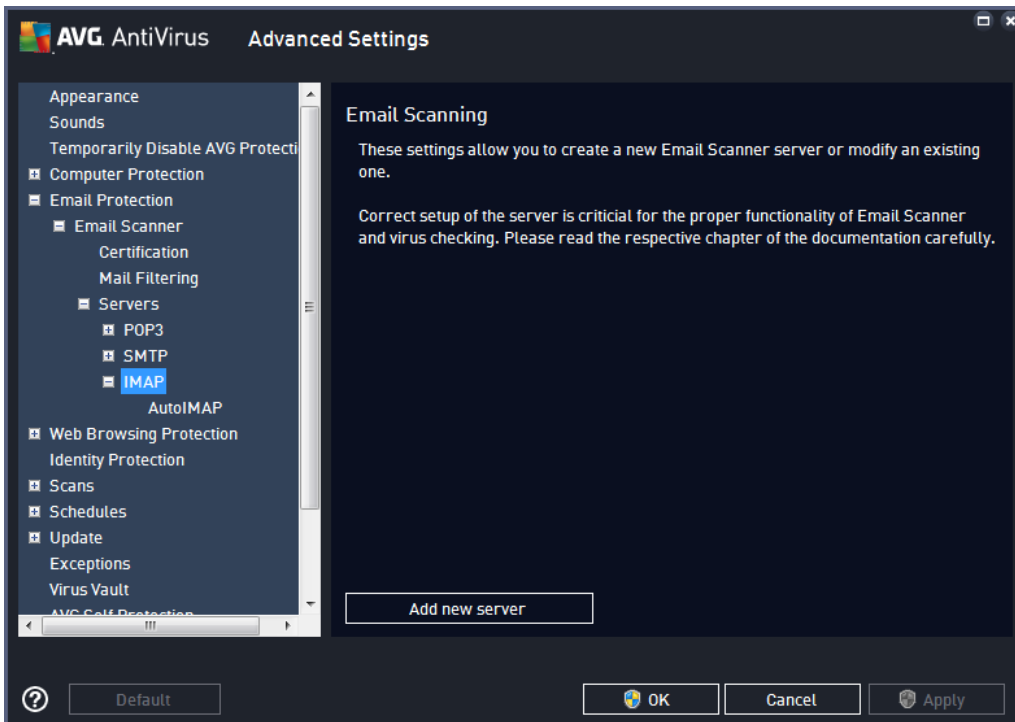 AVG. AntiVirus Advanced Settings
Appearance
Sounds
Temporarily Disable AVG Protecti
Computer Protection
Email Protection
Email Scanner
Certification
Mail Filtering
Servers
POP3
SMTP
IMAP
AutoIMAP
Web Browsing Protection
Identity Protection
Scans
Schedules
Update
Exceptions
Virus Vault
AVG Self Protection
Email Scanning
These settings allow you to create a new Email Scanner server or modify an existing
one.
Correct setup of the server is criticial for the proper functionality of Email Scanner
and virus checking. Please read the respective chapter of the documentation carefully.
Add new server
? Default
OK
Cancel
Apply